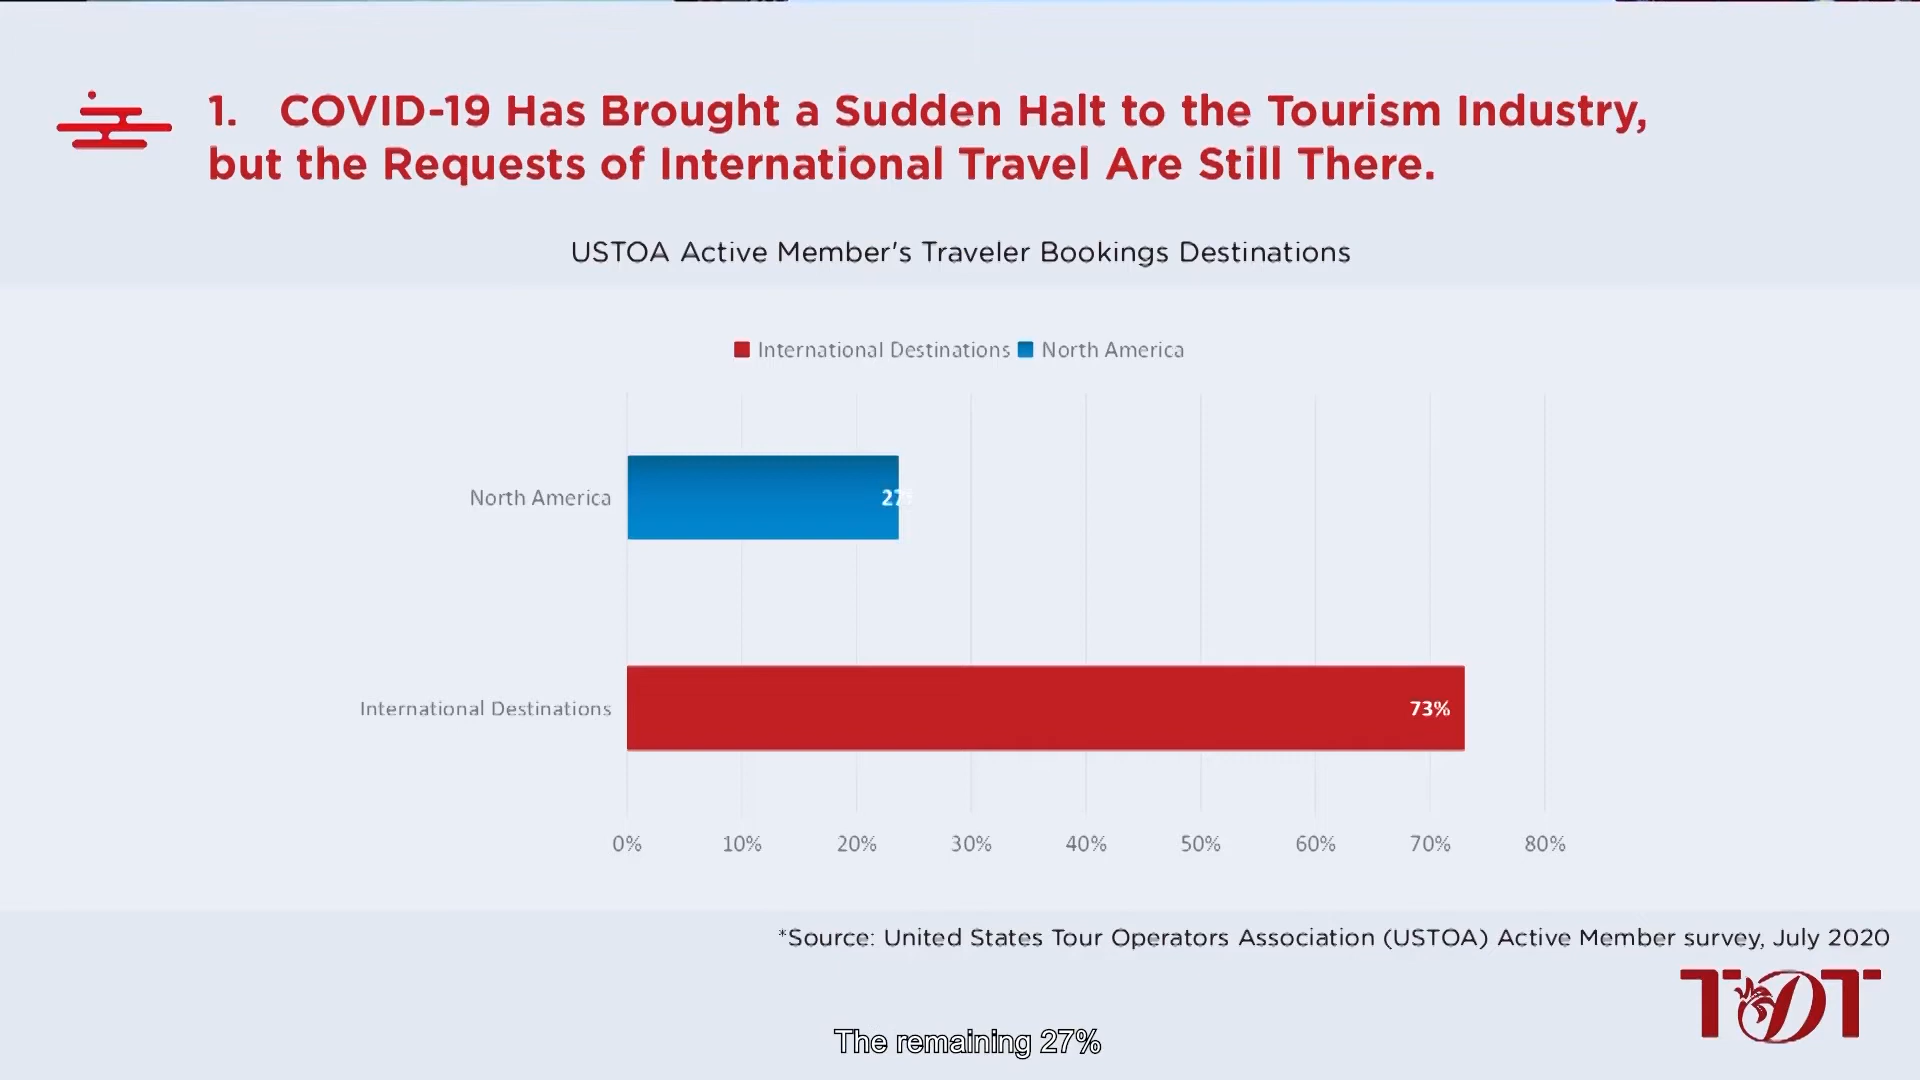 1. COVID-19 Has Brought a Sudden Halt to the Tourism Industry,
but the Requests of International Travel Are Still There.
USTOA Active Member's Traveler Bookings Destinations
International Destinations North America
North America
27
International Destinations
73%
0% 10% 20% 30% 40% 50% 60% 70% 80%
*Source: United States Tour Operators Association (USTOA) Active Member survey, July 2020
TDT
The remaining 27%